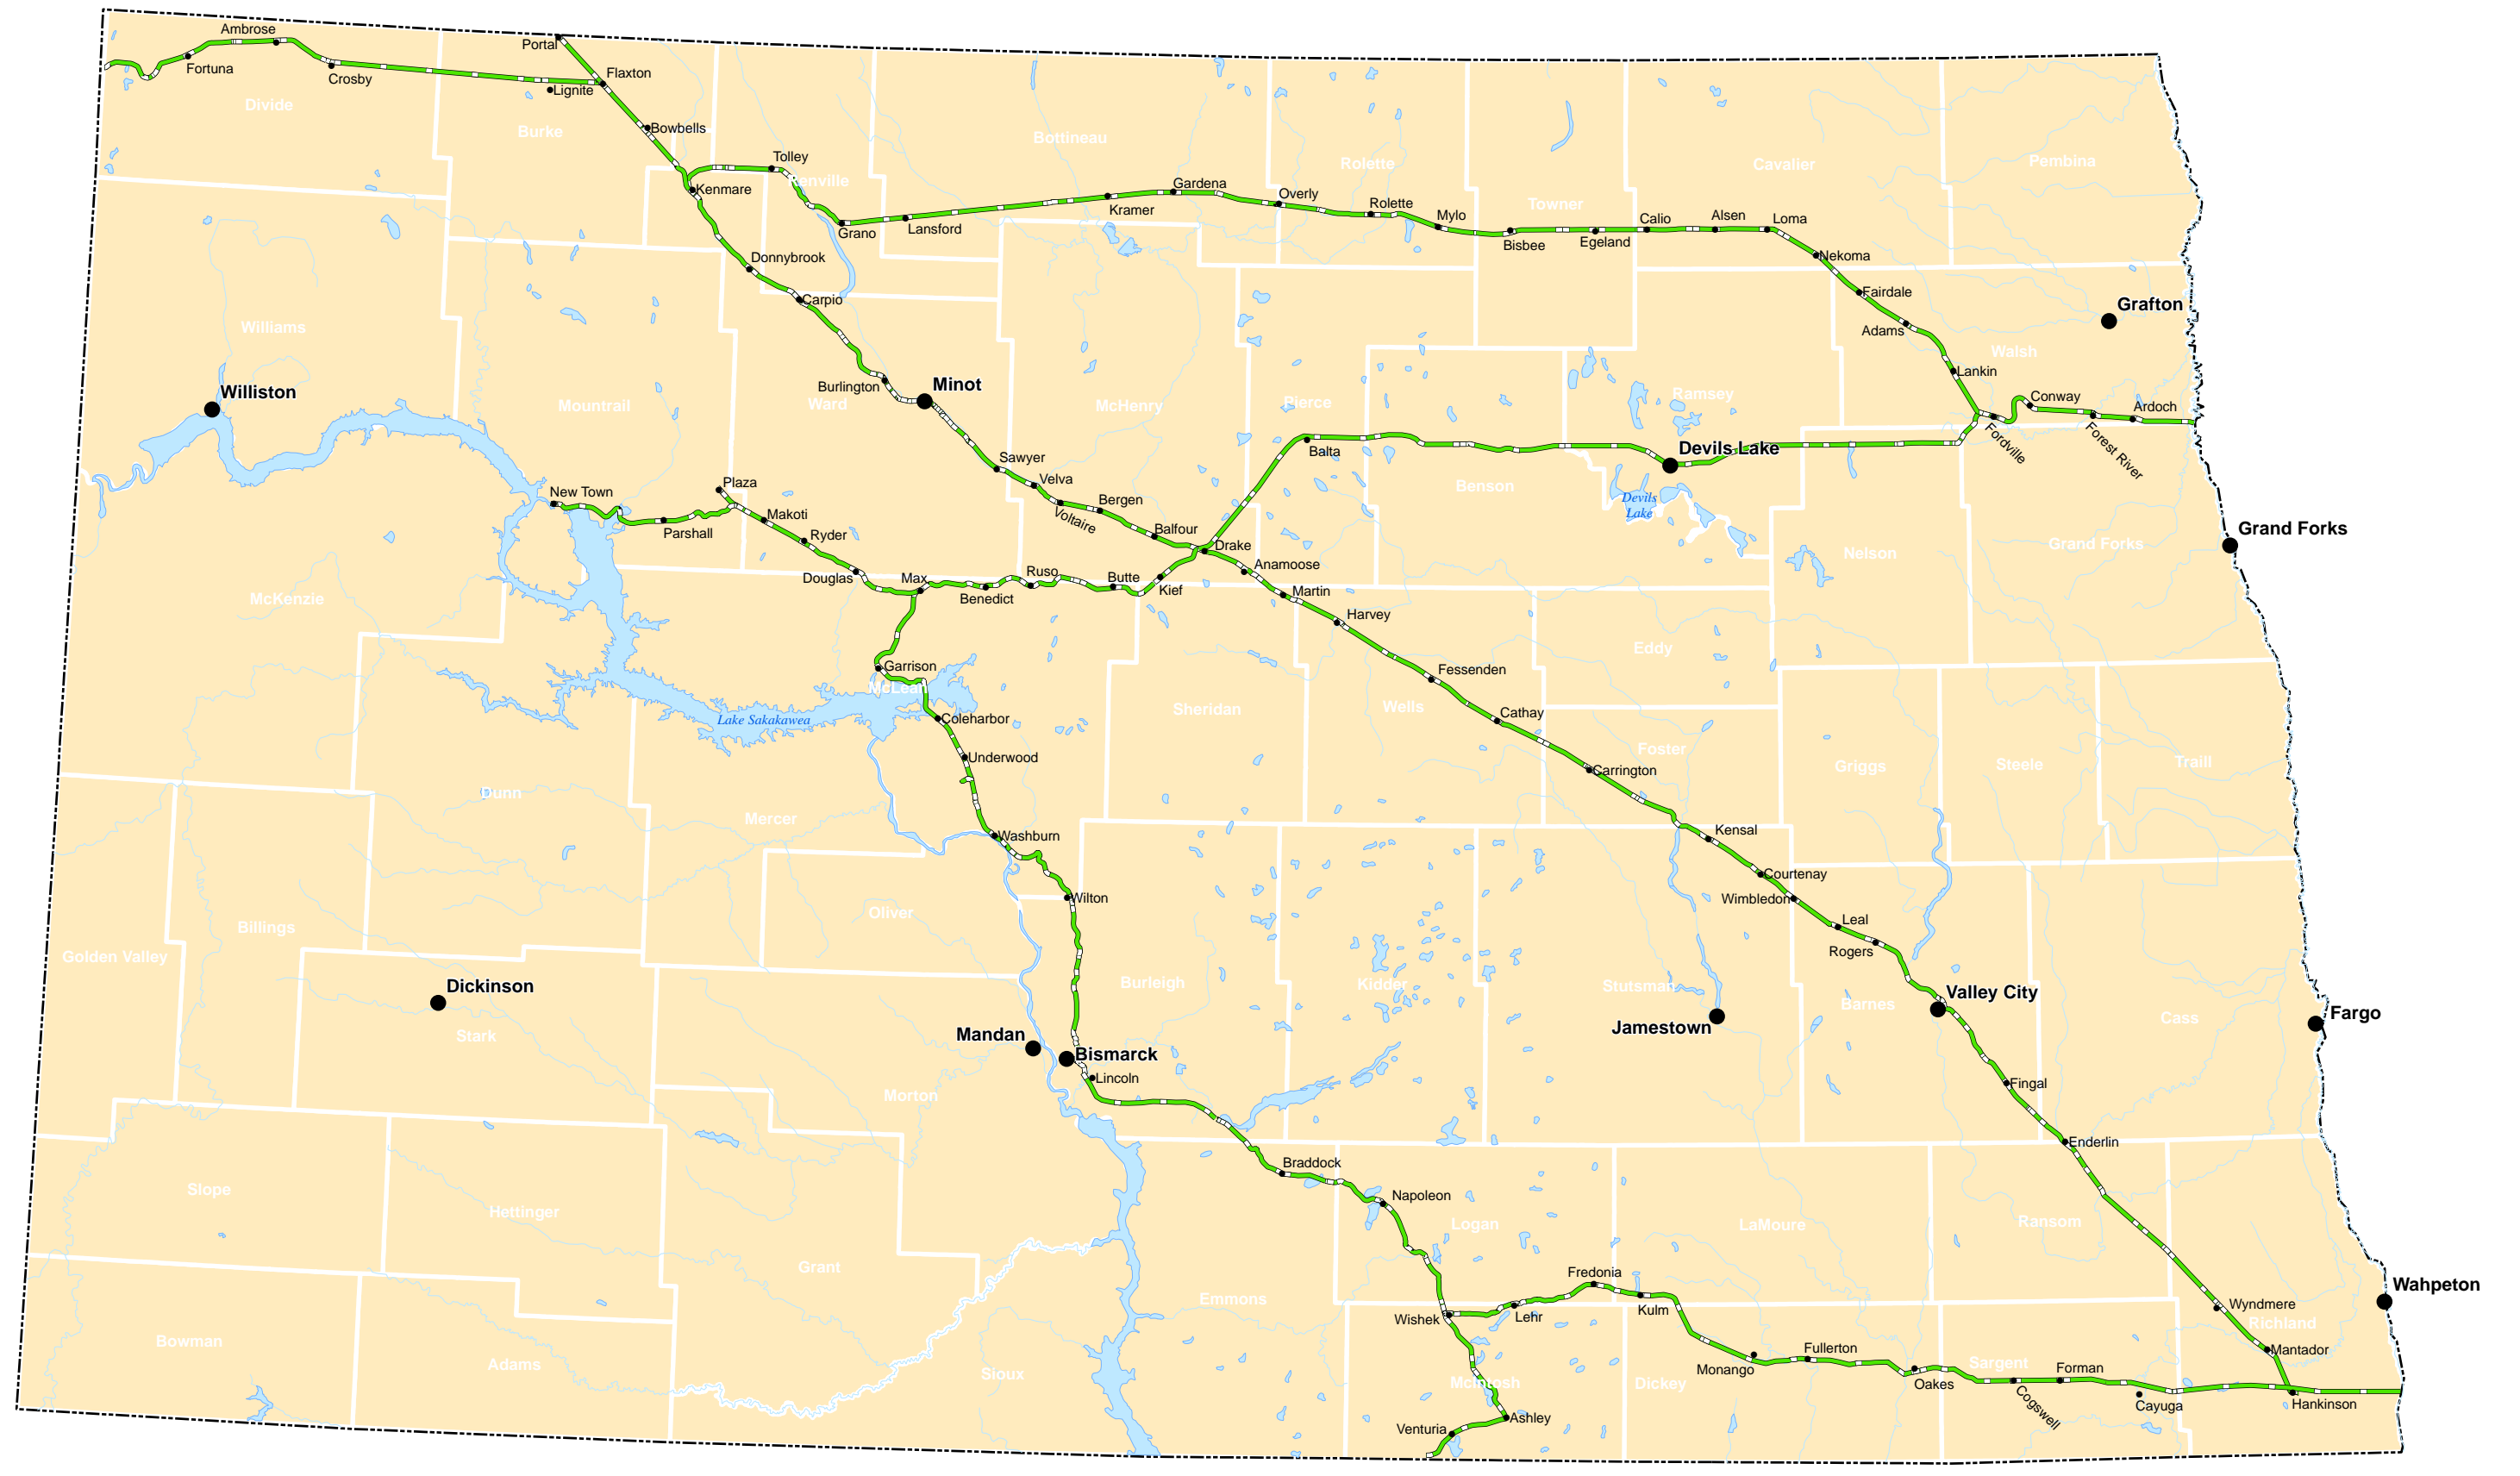 Ambrose
Portal
Fortuna
Crosby
Flaxton
Lignite
Divide
Burke
Bowbells
Bottineau
Tolley
Renville
Kenmare
Rolette
Cavalier
Pembina
Gardena
Overly
Kramer
Rolette
Towner
Mylo
Calio
Alsen
Loma
Grano
Lansford
Bisbee
Egeland
Nekoma
Donnybrook
Carpio
Fairdale
Grafton
Williams
Adams
Walsh
Lankin
Burlington
Minot
Williston
Mountrail
Ward
McHenry
Pierce
Ramsey
Conway
Ardoch
Fordville
Forest River
Devils Lake
Balta
Sawyer
Velva
Plaza
New Town
Benson
Devils
Lake
Bergen
Voltaire
Makoti
Parshall
Ryder
Balfour
Drake
Grand Forks
Nelson
Grand Forks
Anamoose
Douglas
Max
Ruso
Butte
Benedict
Kief
Martin
McKenzie
Harvey
Eddy
Garrison
McLean
Fessenden
Lake Sakakawea
Coleharbor
Sheridan
Wells
Cathay
Foster
Underwood
Carrington
Griggs
Steele
Traill
Dunn
Mercer
Washburn
Kensal
Courtenay
Wilton
Wimbledon
Oliver
Leal
Rogers
Billings
Golden Valley
Burleigh
Kidder
Stutsman
Dickinson
Valley City
Barnes
Fargo
Cass
Stark
Mandan
Jamestown
Bismarck
Lincoln
Fingal
Morton
Enderlin
Braddock
Slope
Napoleon
Hettinger
Logan
LaMoure
Ransom
Grant
Fredonia
Wahpeton
Emmons
Kulm
Wyndmere
Wishek
Lehr
Richland
Bowman
Adams
Fullerton
Mantador
Monango
Sargent
Forman
Sioux
McIntosh
Dickey
Oakes
Cogswell
Cayuga
Hankinson
Ashley
Venturia